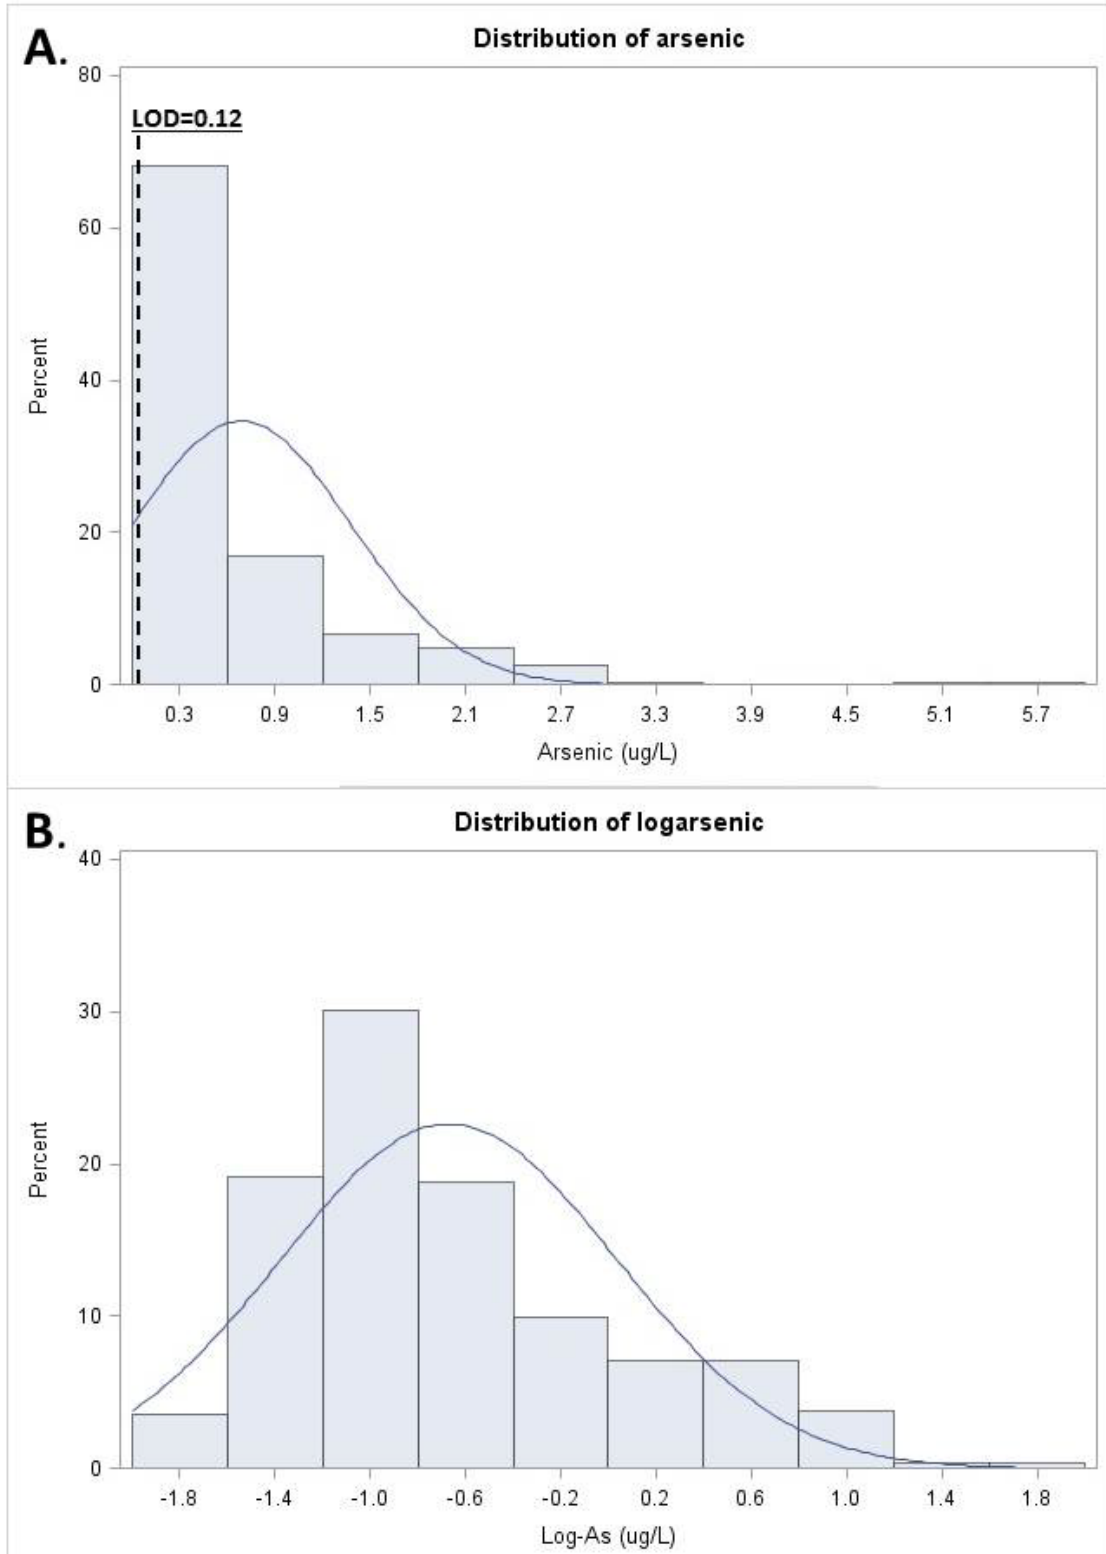 A.
Distribution of arsenic
80
LOD=0.12
60
40
20
0
Percent
0.3 0.9 1.5 2.1 2.7 3.3 3.9 4.5 5.1 5.7
Arsenic (ug/L)
B.
Distribution of logarsenic
40
30
20
10
0
Percent
-1.8 -1.4 -1.0 -0.6 -0.2 0.2 0.6 1.0 1.4 1.8
Log-As (ug/L)